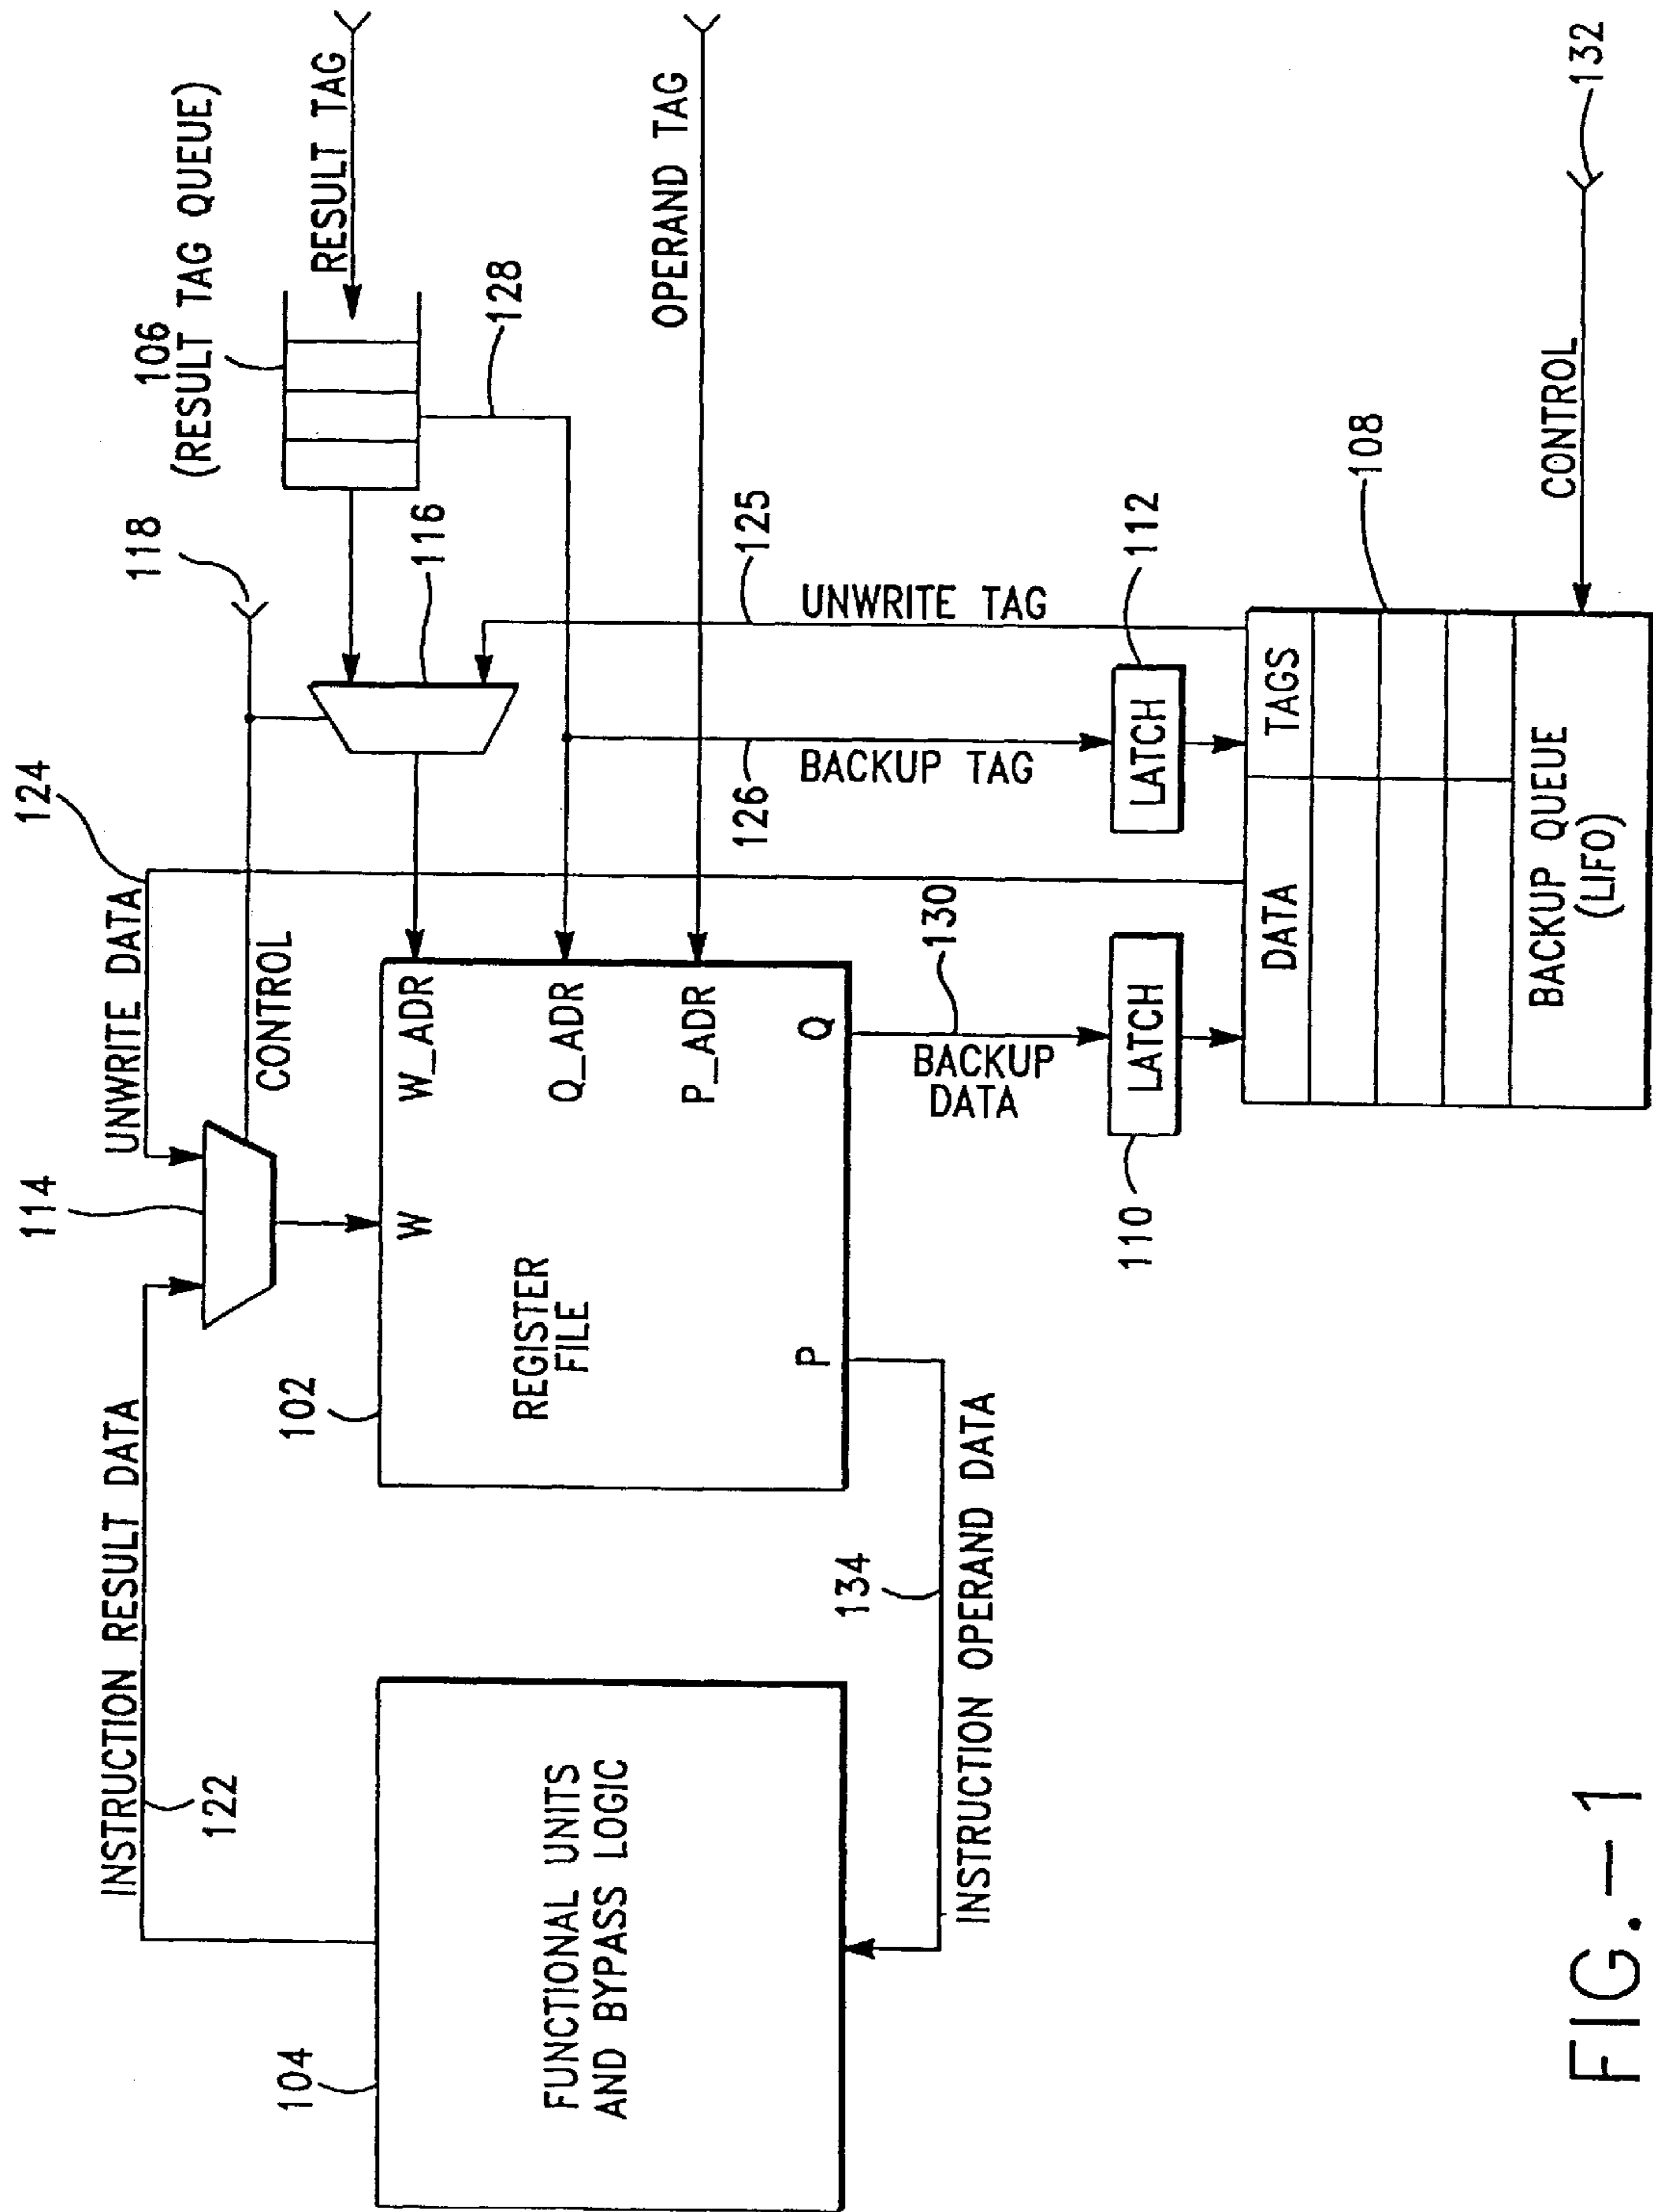 124
UNWRITE DATA
118
106
(RESULT TAG QUEUE)
RESULT TAG
INSTRUCTION RESULT DATA
122
114
CONTROL
116
128
OPERAND TAG
104
FUNCTIONAL UNITS
AND BYPASS LOGIC
102
REGISTER
FILE
W
W_ADR
Q_ADR
P_ADR
P
Q
134
INSTRUCTION OPERAND DATA
130
BACKUP
DATA
126
BACKUP TAG
UNWRITE TAG
125
110
LATCH
LATCH
112
DATA
TAGS
108
BACKUP QUEUE
(LIFO)
CONTROL
132
FIG.-1